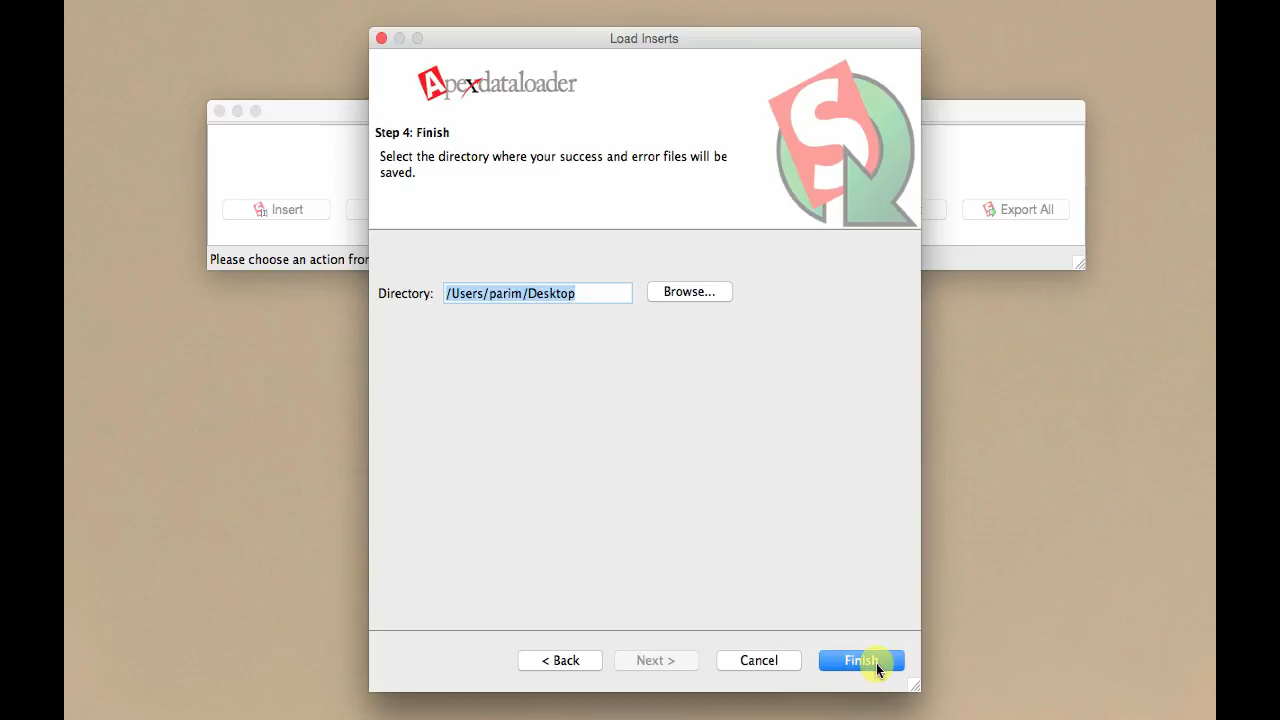 Load Inserts
Apexdataloader
Step 4: Finish
Select the directory where your success and error files will be
saved.
Insert
Export All
Please choose an action from
Directory: /Users/parim/Desktop Browse...
< Back Next > Cancel Finish